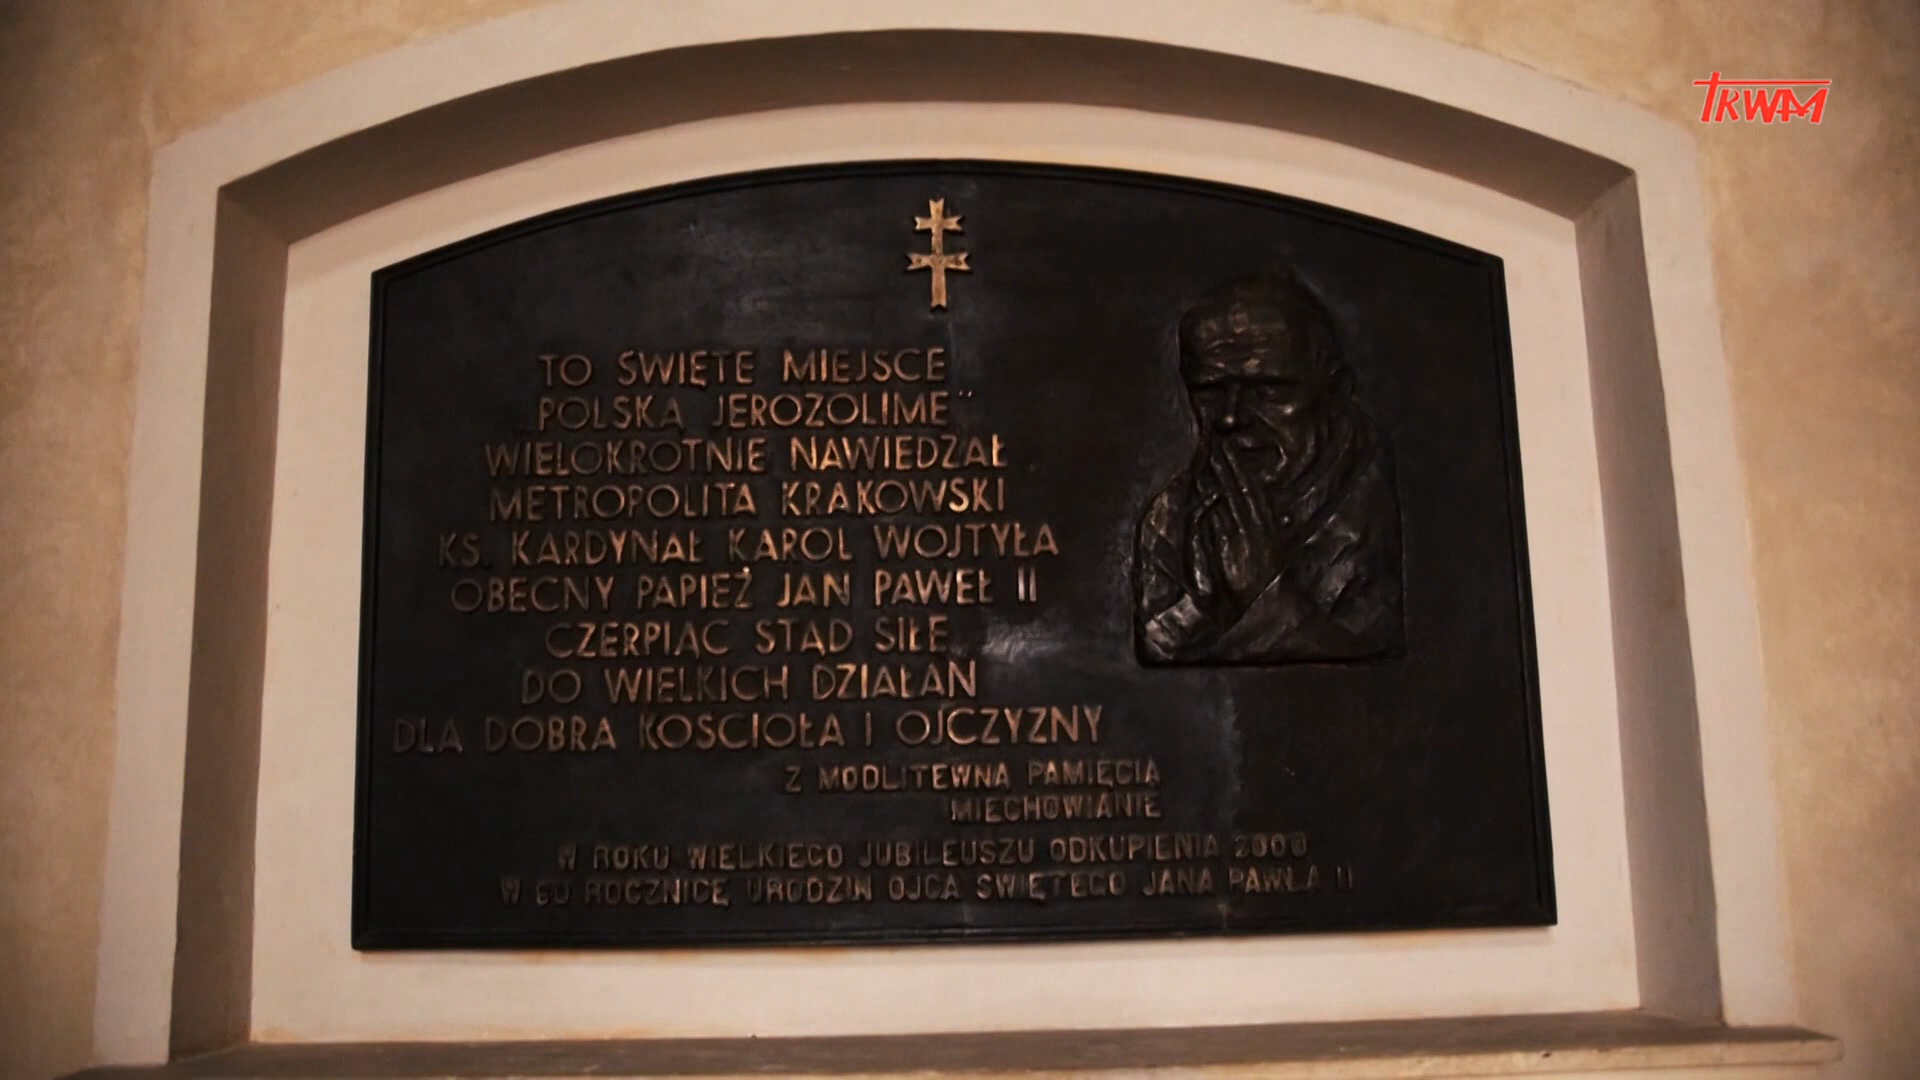 TRWAM
TO ŚWIĘTE MIEJSCE
„POLSKĄ JEROZOLIMĘ”
WIELOKROTNIE NAWIEDZAŁ
METROPOLITA KRAKOWSKI
KS. KARDYNAŁ KAROL WOJTYŁA
OBECNY PAPIEŻ JAN PAWEŁ II
CZERPIĄC STĄD SIŁĘ
DO WIELKICH DZIAŁAŃ
DLA DOBRA KOŚCIOŁA I OJCZYZNY
Z MODLITEWNĄ PAMIĘCIĄ
MIECHOWIANIE
W ROKU WIELKIEGO JUBILEUSZU ODKUPIENIA 2000
W 80 ROCZNICĘ URODZIN OJCA ŚWIĘTEGO JANA PAWŁA II